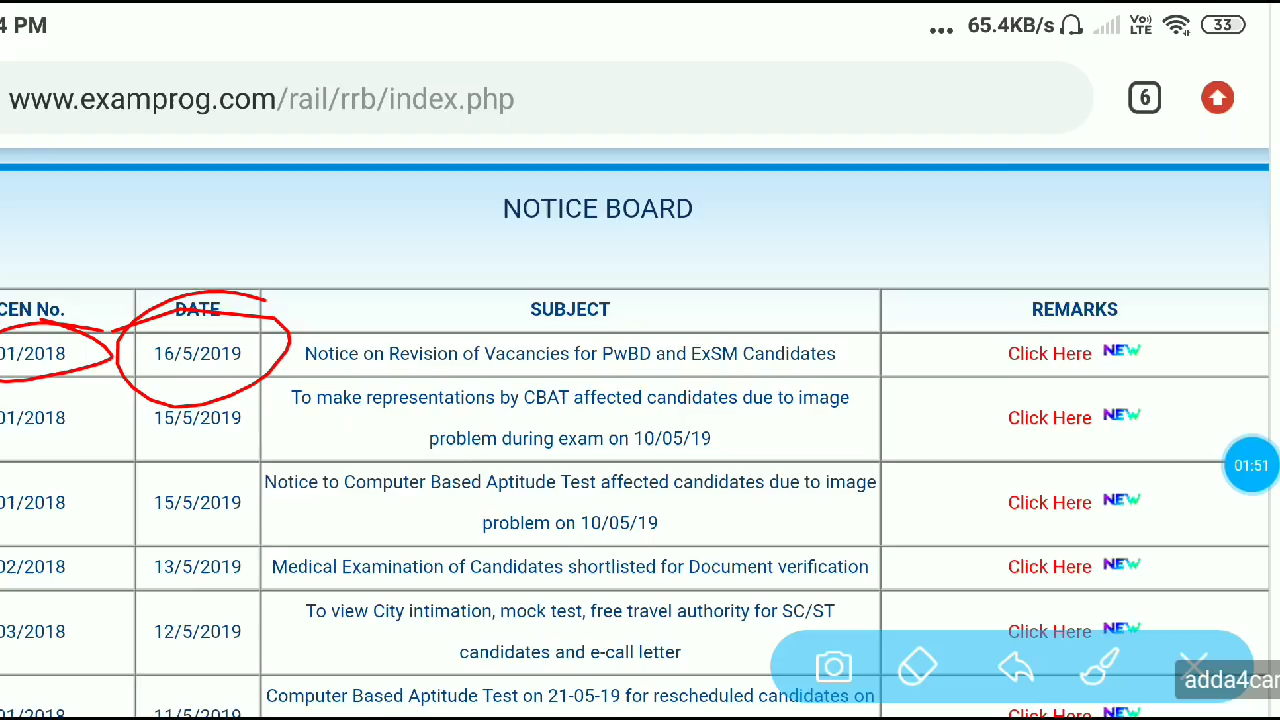 4 PM
... 65.4KB/s Vo) LTE 33
www.examprog.com/rail/rrb/index.php
6
NOTICE BOARD
CEN No. DATE SUBJECT REMARKS
01/2018 16/5/2019 Notice on Revision of Vacancies for PwBD and ExSM Candidates Click Here NEW
To make representations by CBAT affected candidates due to image
01/2018 15/5/2019 Click Here NEW
problem during exam on 10/05/19
01:51
Notice to Computer Based Aptitude Test affected candidates due to image
01/2018 15/5/2019 Click Here NEW
problem on 10/05/19
02/2018 13/5/2019 Medical Examination of Candidates shortlisted for Document verification Click Here NEW
To view City intimation, mock test, free travel authority for SC/ST
03/2018 12/5/2019 Click Here NEW
candidates and e-call letter
adda4car
Computer Based Aptitude Test on 21-05-19 for rescheduled candidates on
01/2018 11/5/2019 Click Here NEW